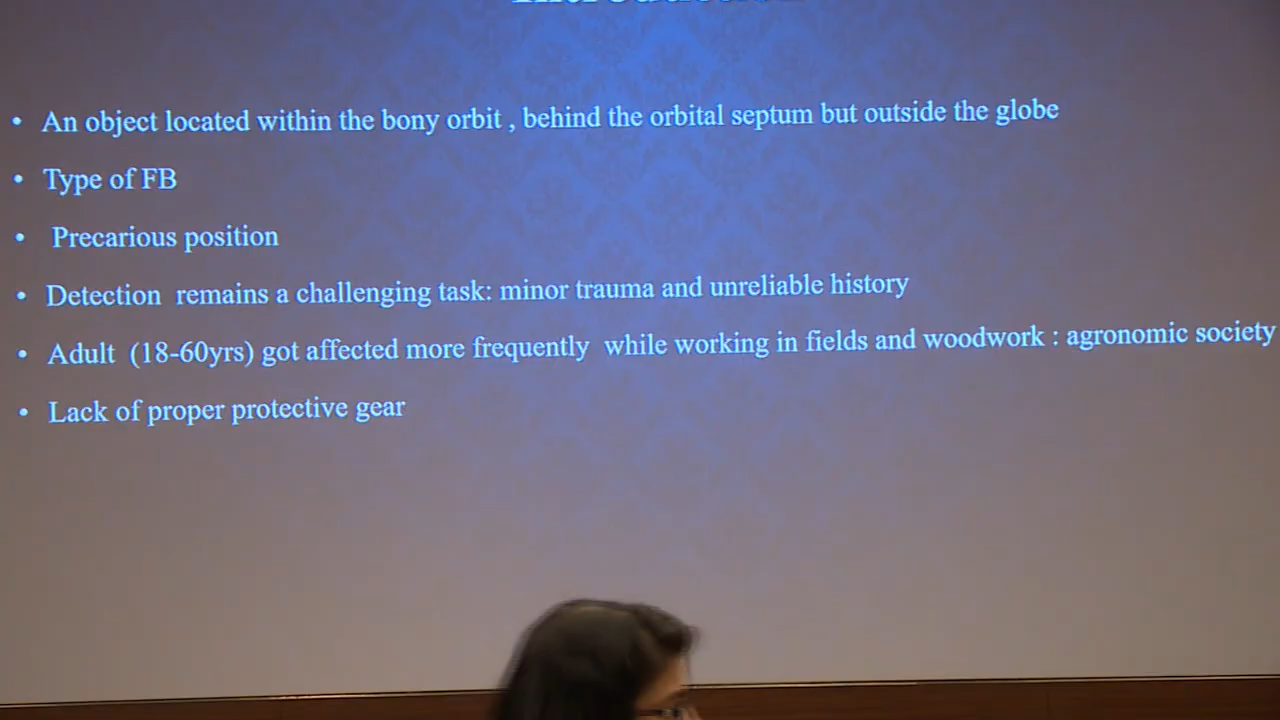 • An object located within the bony orbit , behind the orbital septum but outside the globe
• Type of FB
• Precarious position
• Detection remains a challenging task: minor trauma and unreliable history
• Adult (18-60yrs) got affected more frequently while working in fields and woodwork : agronomic society
• Lack of proper protective gear